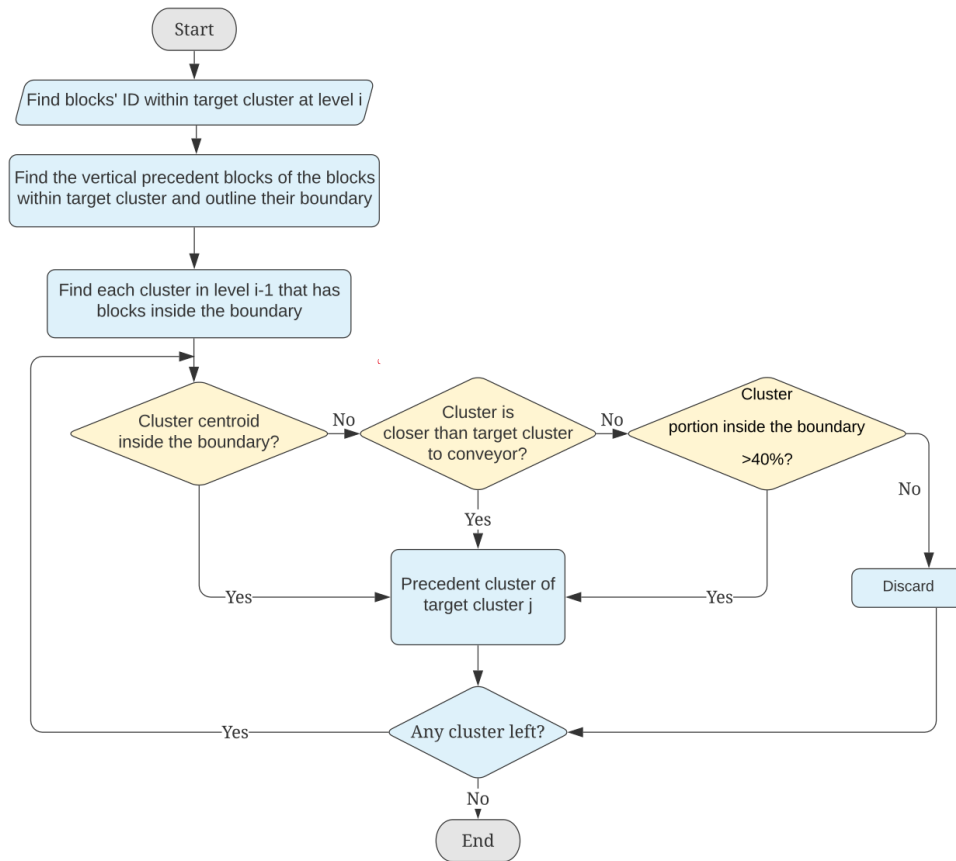 Start
Find blocks' ID within target cluster at level i
Find the vertical precedent blocks of the blocks
within target cluster and outline their boundary
Find each cluster in level i-1 that has
blocks inside the boundary
Cluster centroid
inside the boundary?
No
Cluster is
closer than target cluster
to conveyor?
No
Cluster
portion inside the boundary
>40%?
No
Yes
Yes
Yes
Precedent cluster of
target cluster j
Discard
Any cluster left?
Yes
No
End